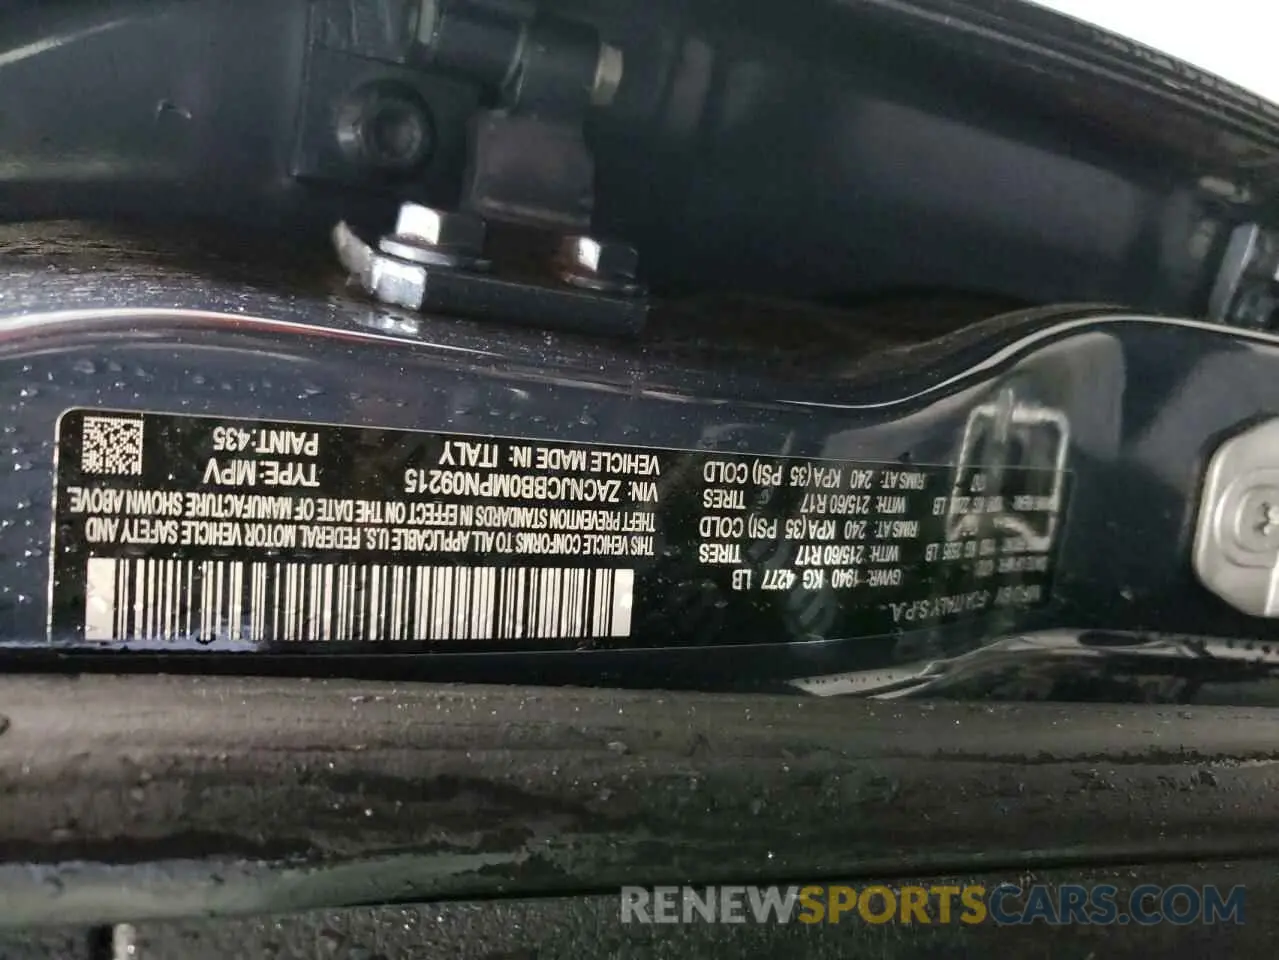 MFD BY: FCA ITALY S.P.A.
GVWR: 1940 KG 4277 LB
TIRES
WITH: 215/60 R17
RIMS AT: 240 KPA (35 PSI) COLD
TIRES
WITH: 215/60 R17
RIMS AT: 240 KPA (35 PSI) COLD
THIS VEHICLE CONFORMS TO ALL APPLICABLE U.S. FEDERAL MOTOR VEHICLE SAFETY AND
THEFT PREVENTION STANDARDS IN EFFECT ON THE DATE OF MANUFACTURE SHOWN ABOVE
VIN: ZACNJCBB0MPN09215
TYPE: MPV
VEHICLE MADE IN: ITALY
PAINT: 435
RENEWSPORTSCARS.COM